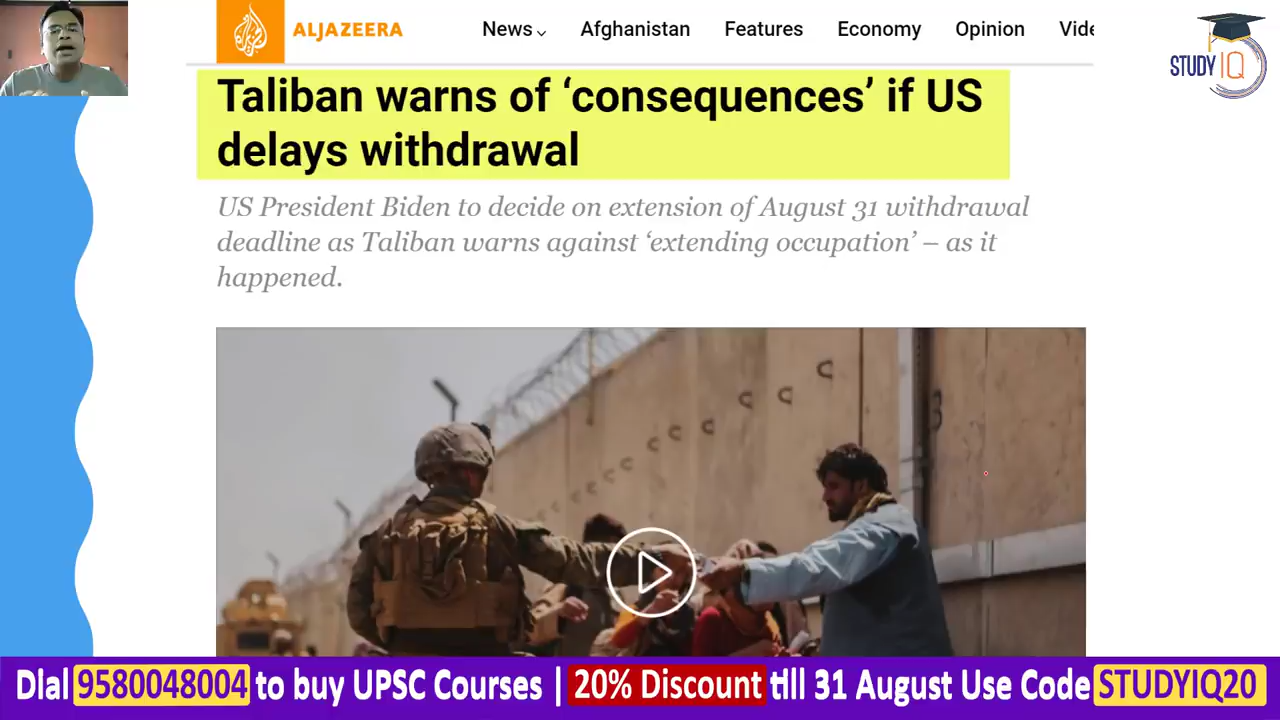 ALJAZEERA
News Afghanistan Features Economy Opinion Vide
STUDY IQ
Taliban warns of ‘consequences’ if US
delays withdrawal
US President Biden to decide on extension of August 31 withdrawal
deadline as Taliban warns against ‘extending occupation’ – as it
happened.
3
Dial 9580048004 to buy UPSC Courses | 20% Discount till 31 August Use Code STUDYIQ20